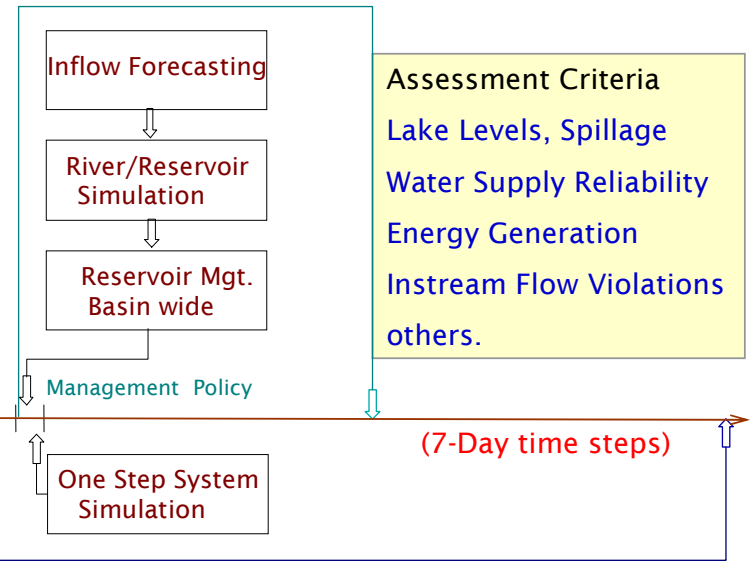 Inflow Forecasting
River/Reservoir
Simulation
Reservoir Mgt.
Basin wide
Management Policy
One Step System
Simulation
Assessment Criteria
Lake Levels, Spillage
Water Supply Reliability
Energy Generation
Instream Flow Violations
others.
(7-Day time steps)